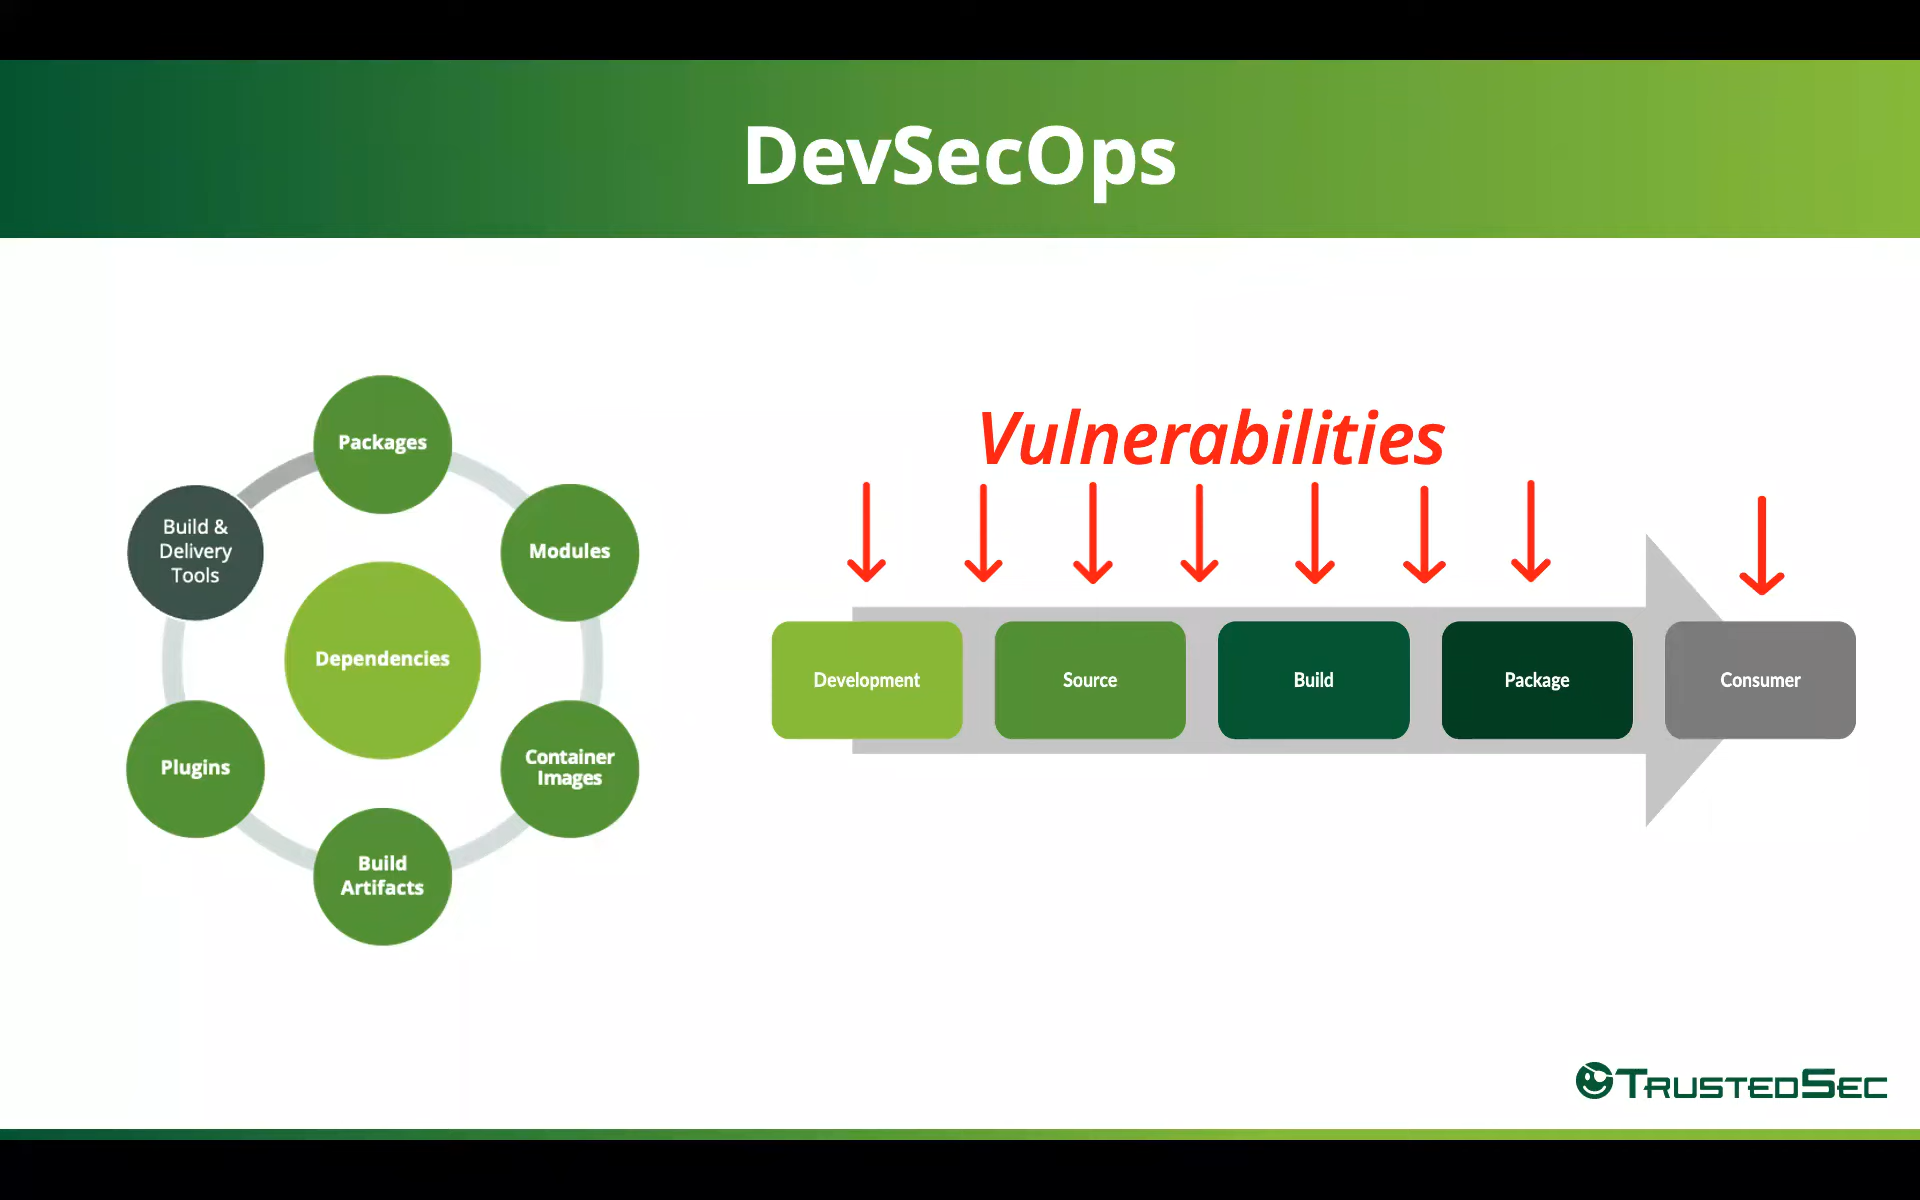 DevSecOps
Packages
Modules
Build &
Delivery
Tools
Dependencies
Plugins
Container
Images
Build
Artifacts
Vulnerabilities
Development
Source
Build
Package
Consumer
TRUSTEDSEC